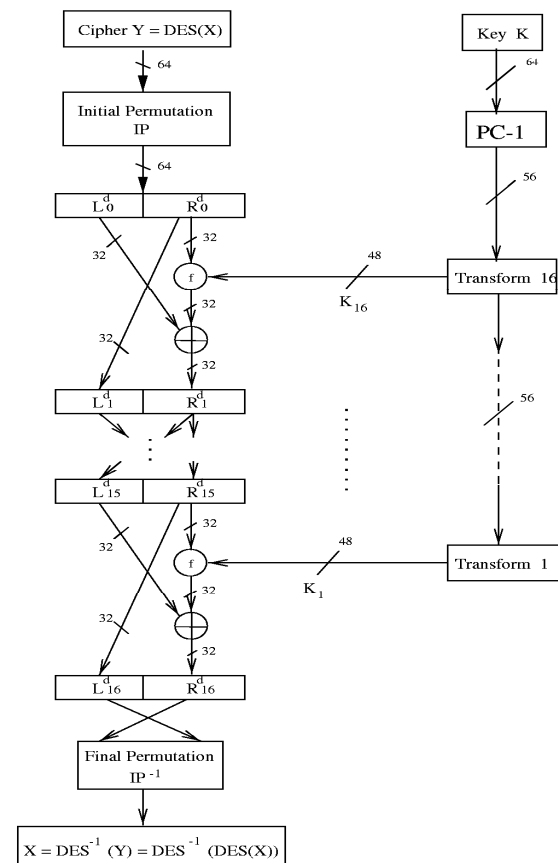 Cipher Y = DES(X)
Key K
64
64
Initial Permutation
IP
PC-1
64
56
L^d_0 R^d_0
32
32
f
48
K_16
Transform 16
32
32
32
L^d_1 R^d_1
56
L^d_15 R^d_15
32
32
f
48
K_1
Transform 1
32
32
32
L^d_16 R^d_16
Final Permutation
IP^-1
X = DES^-1 (Y) = DES^-1 (DES(X))